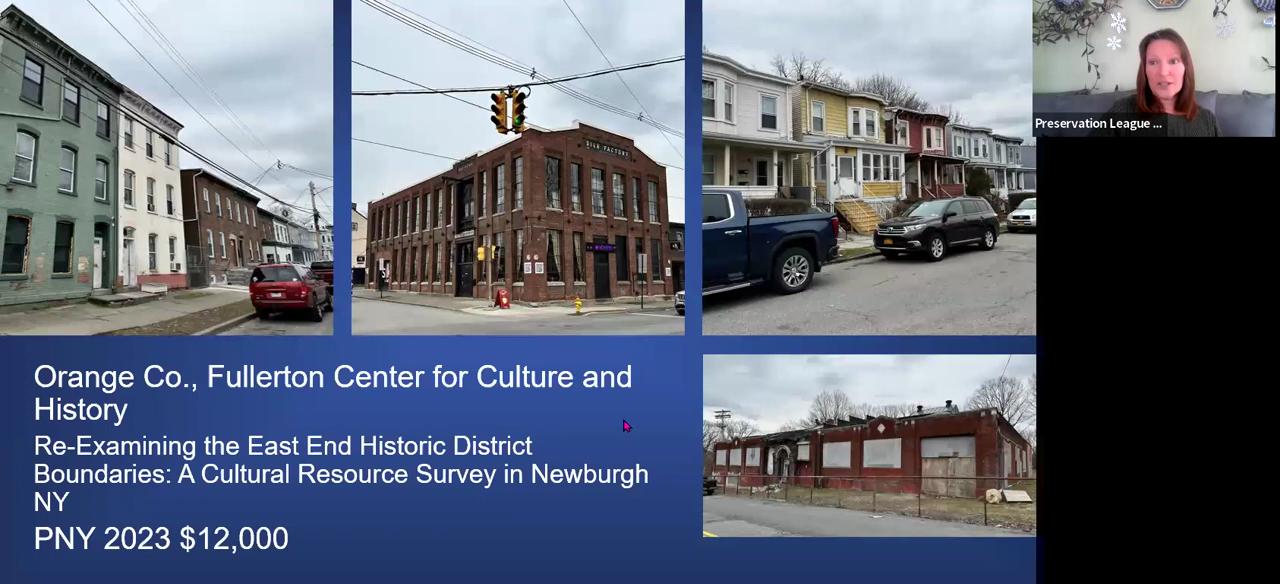 SILK FACTORY
Preservation League ...
Orange Co., Fullerton Center for Culture and
History
Re-Examining the East End Historic District
Boundaries: A Cultural Resource Survey in Newburgh
NY
PNY 2023 $12,000